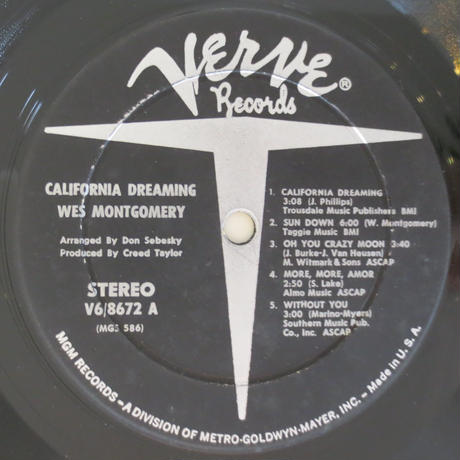 Verve®
Records
CALIFORNIA DREAMING
WES MONTGOMERY
Arranged By Don Sebesky
Produced By Creed Taylor
STEREO
V6/8672 A
(MGS 586)
1. CALIFORNIA DREAMING
3:08 (J. Phillips)
Trousdale Music Publishers BMI
2. SUN DOWN 6:00 (W. Montgomery)
Taggie Music BMI
3. OH YOU CRAZY MOON 3:40
(J. Burke-J. Van Heusen)
M. Witmark & Sons ASCAP
4. MORE, MORE, AMOR
2:50 (S. Lake)
Almo Music ASCAP
5. WITHOUT YOU
3:00 (Marino-Myers)
Southern Music Pub.
Co., Inc. ASCAP
MGM RECORDS – A DIVISION OF METRO-GOLDWYN-MAYER, INC. – Made in U.S.A.